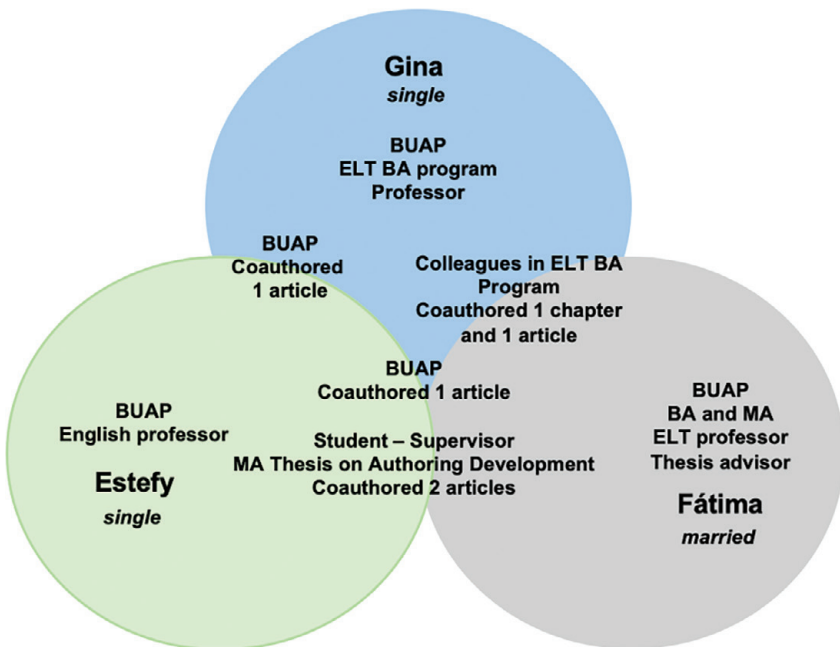 Gina
single
BUAP
ELT BA program
Professor
BUAP
Coauthored
1 article
Colleagues in ELT BA
Program
Coauthored 1 chapter
and 1 article
BUAP
Coauthored 1 article
BUAP
English professor
Estefy
single
Student – Supervisor
MA Thesis on Authoring Development
Coauthored 2 articles
BUAP
BA and MA
ELT professor
Thesis advisor
Fátima
married